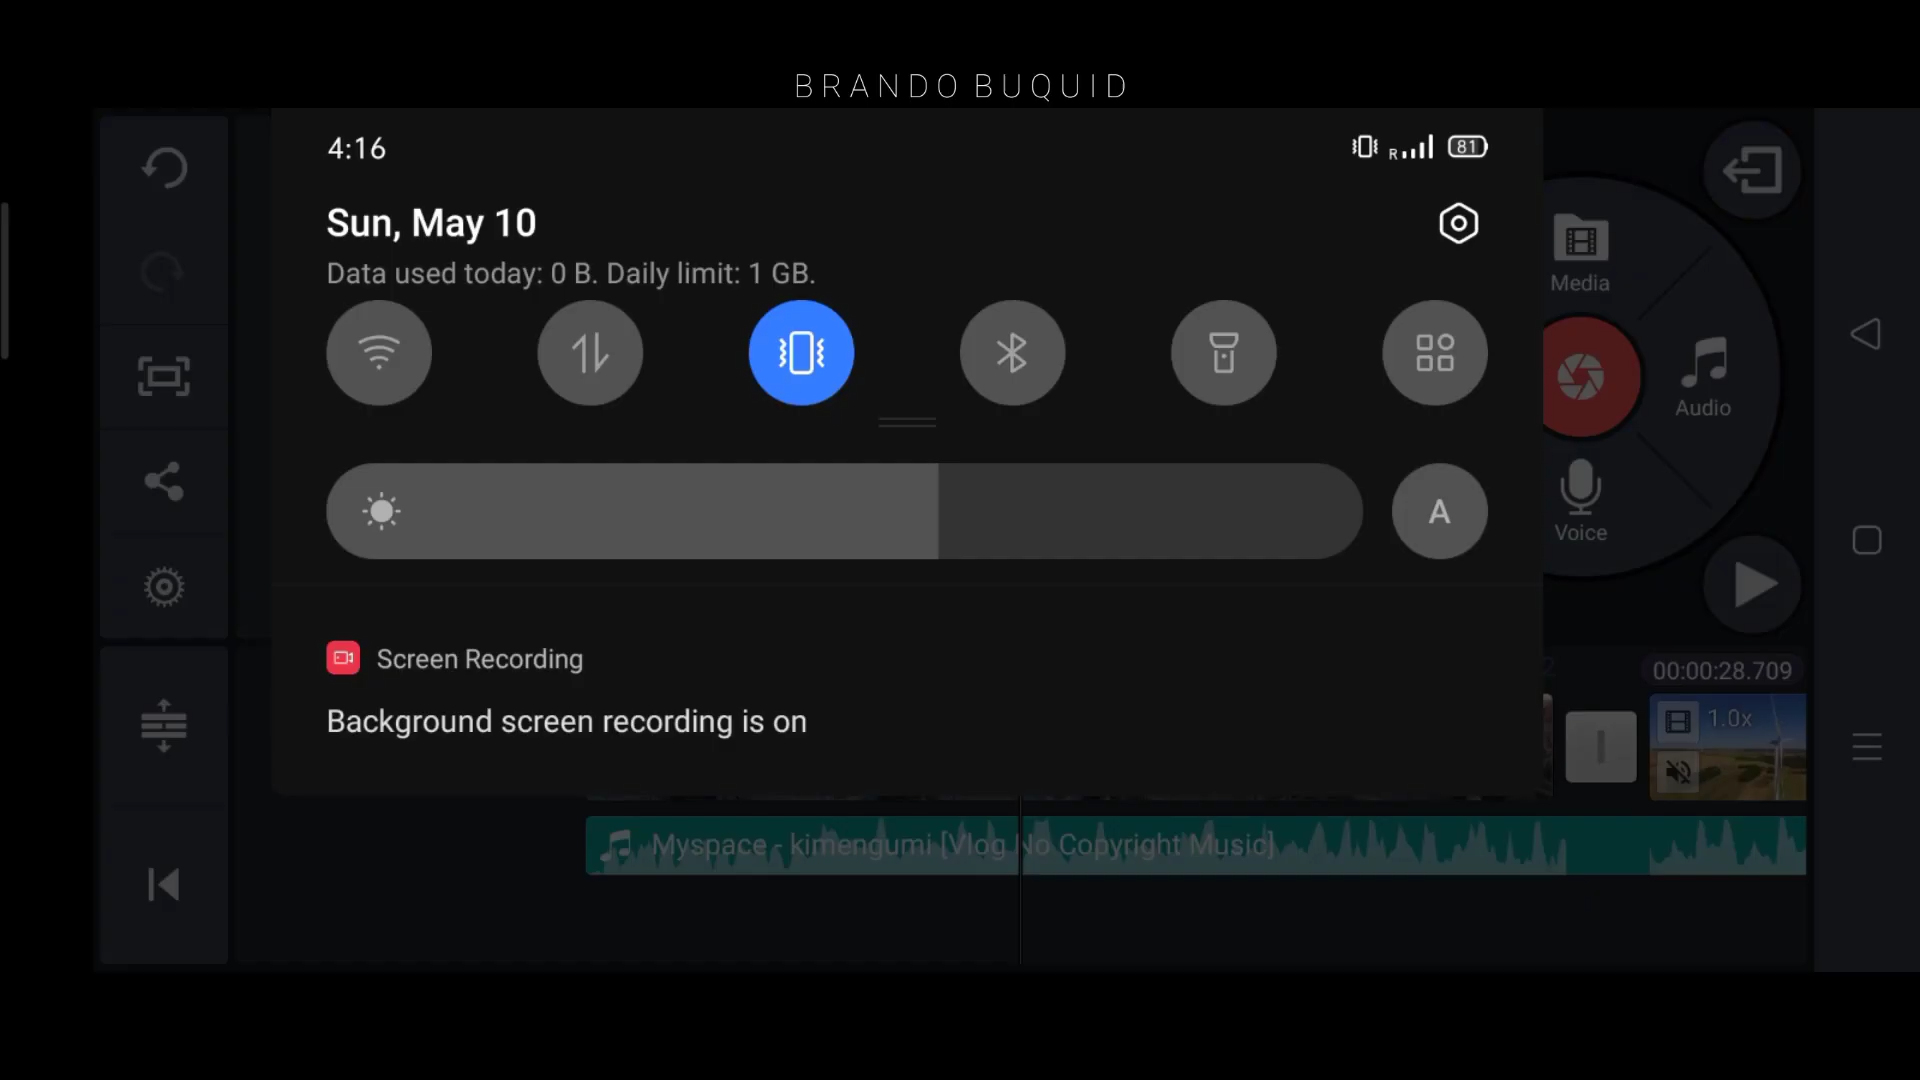 BRANDO BUQUID
4:16
R
81
Sun, May 10
Data used today: 0 B. Daily limit: 1 GB.
A
Screen Recording
Background screen recording is on
Media
Audio
Voice
00:00:28.709
1.0x
Myspace - kimengumi [Vlog No Copyright Music]